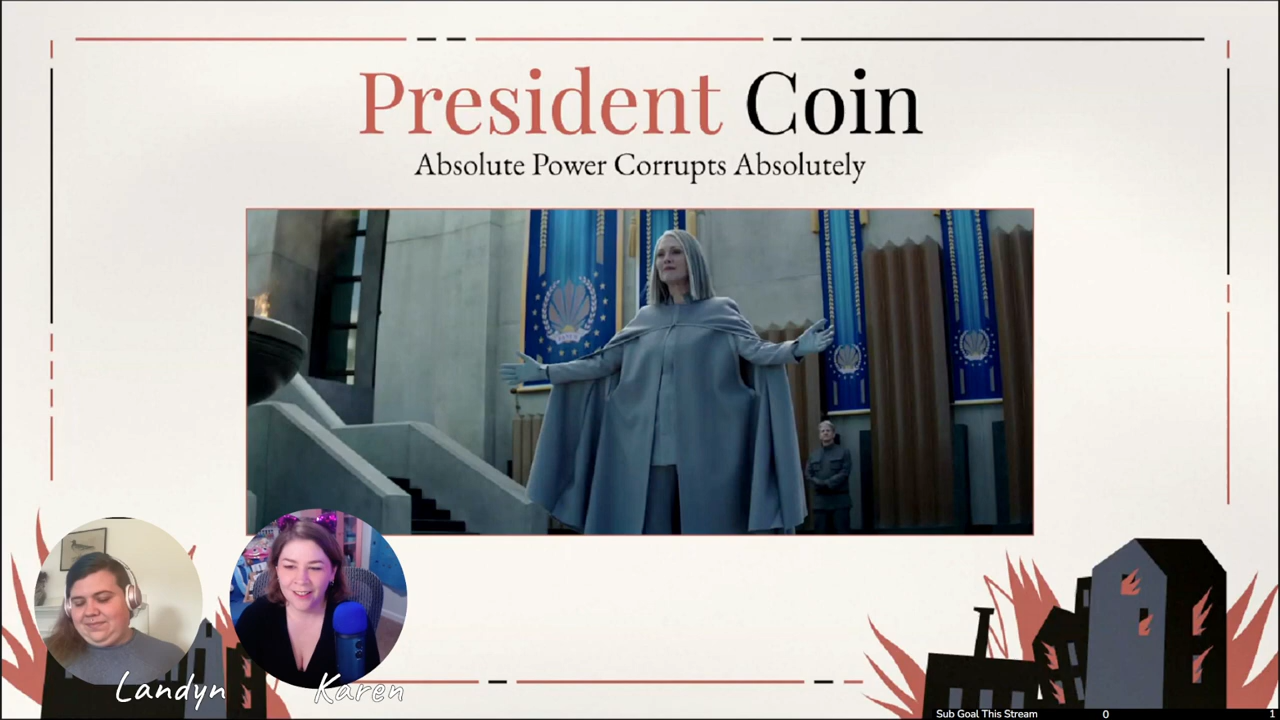 President Coin
Absolute Power Corrupts Absolutely
Landyn
Karen
Sub Goal This Stream 0 1